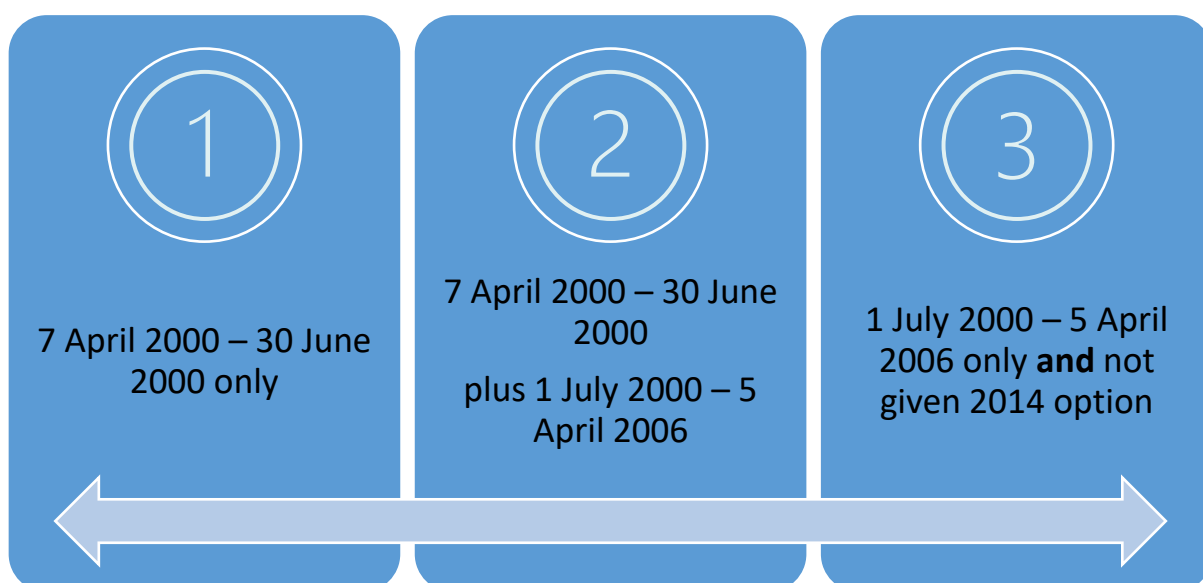 1
7 April 2000 – 30 June
2000 only
2
7 April 2000 – 30 June
2000
plus 1 July 2000 – 5
April 2006
3
1 July 2000 – 5 April
2006 only and not
given 2014 option